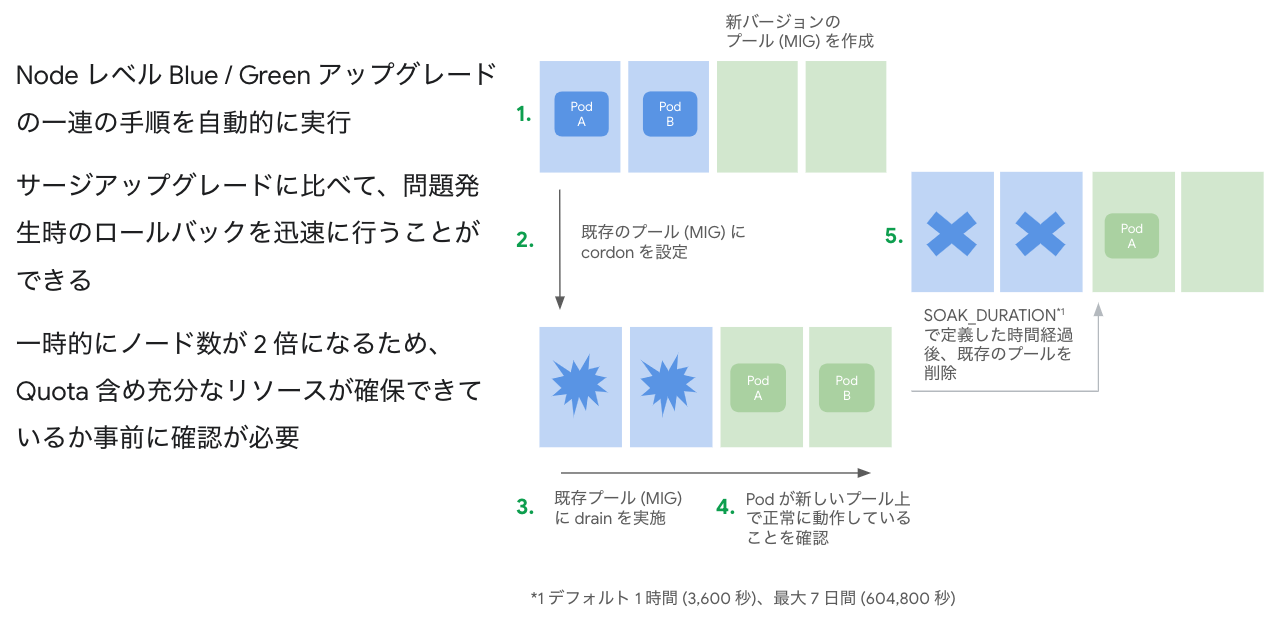 Node レベル Blue / Green アップグレード
の一連の手順を自動的に実行
サージアップグレードに比べて、問題発
生時のロールバックを迅速に行うことが
できる
一時的にノード数が 2 倍になるため、
Quota 含め充分なリソースが確保できて
いるか事前に確認が必要
新バージョンの
プール (MIG) を作成
1.
Pod
A
Pod
B
2.
既存のプール (MIG) に
cordon を設定
Pod
A
Pod
B
3.
既存プール (MIG)
に drain を実施
4.
Pod が新しいプール上
で正常に動作している
ことを確認
5.
Pod
A
SOAK_DURATION*1
で定義した時間経過
後、既存のプールを
削除
*1 デフォルト 1 時間 (3,600 秒)、最大 7 日間 (604,800 秒)